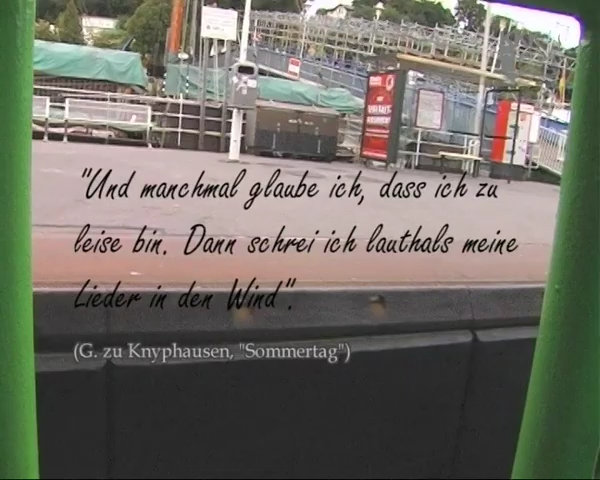 "Und manchmal glaube ich, dass ich zu
leise bin. Dann schrei ich lauthals meine
Lieder in den Wind".
(G. zu Knyphausen, "Sommertag")